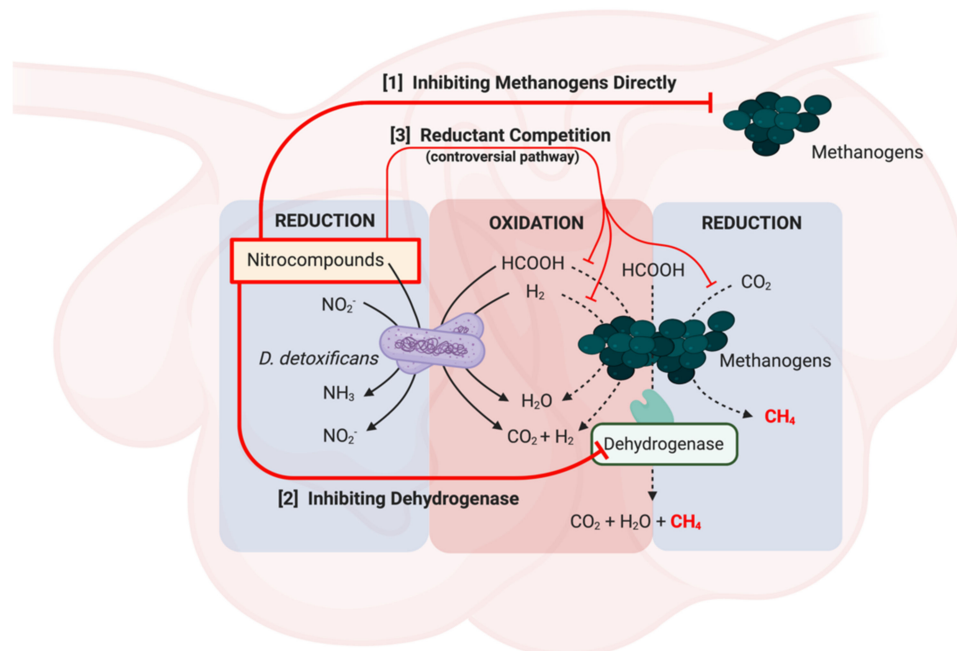 [1] Inhibiting Methanogens Directly
[3] Reductant Competition
(controversial pathway)
Methanogens
REDUCTION
OXIDATION
REDUCTION
Nitrocompounds
HCOOH
HCOOH
H₂
CO₂
NO₂⁻
D. detoxificans
Methanogens
NH₃
H₂O
CH₄
NO₂⁻
CO₂ + H₂
Dehydrogenase
[2] Inhibiting Dehydrogenase
CO₂ + H₂O + CH₄